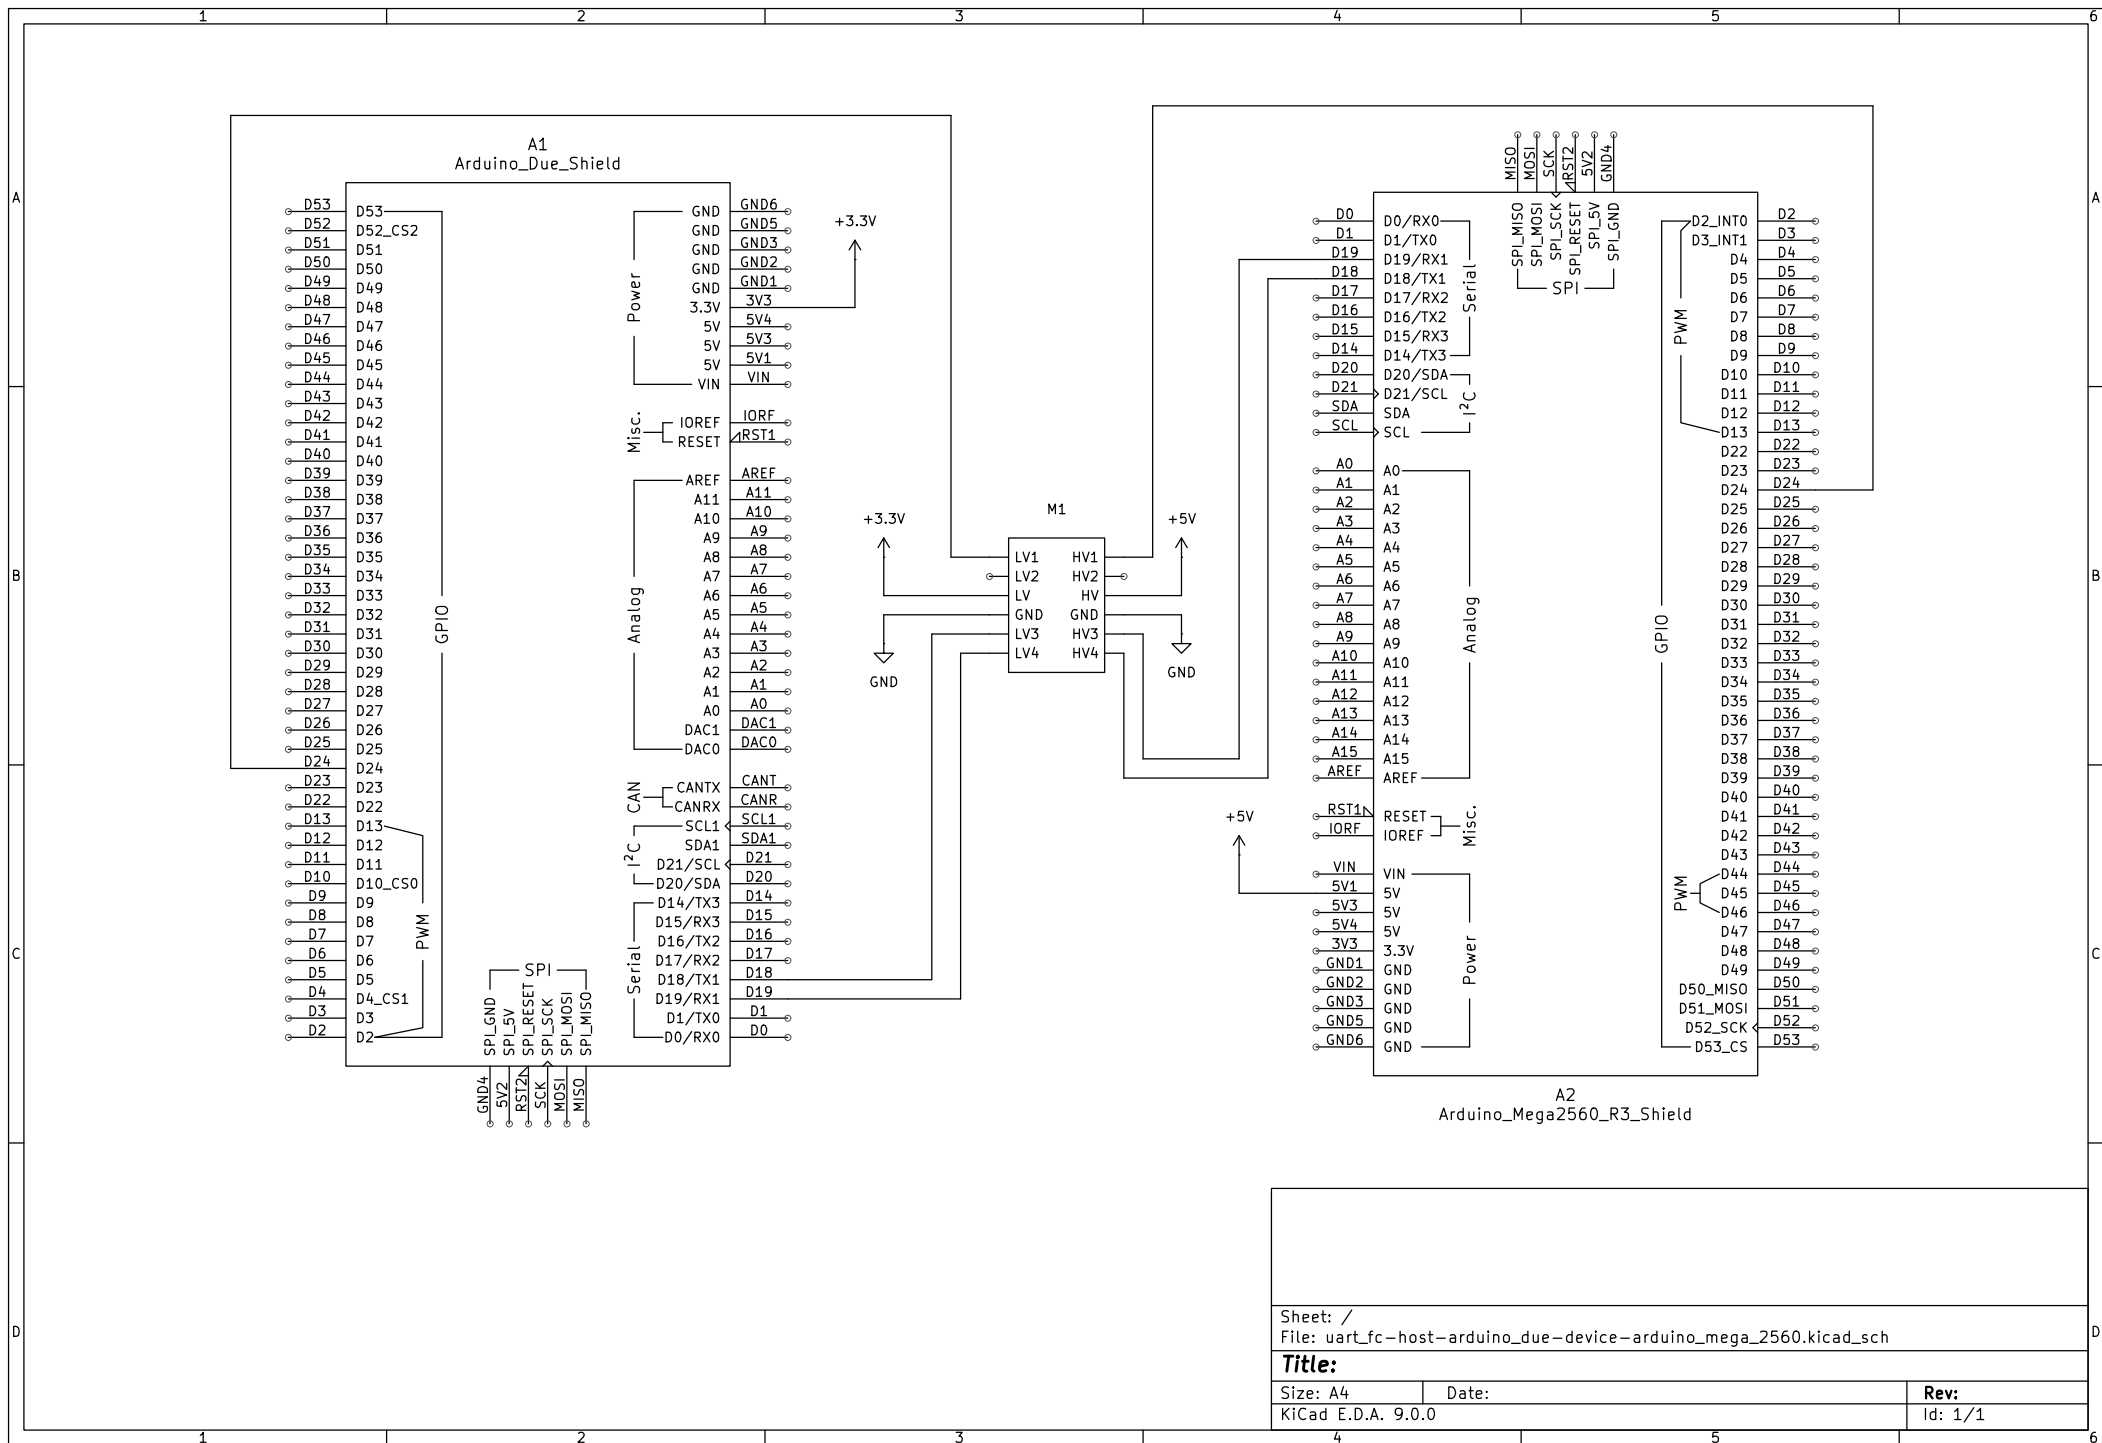 1 2 3 4 5 6
A
B
C
D
A1
Arduino_Due_Shield
D53 D53
D52 D52_CS2
D51 D51
D50 D50
D49 D49
D48 D48
D47 D47
D46 D46
D45 D45
D44 D44
D43 D43
D42 D42
D41 D41
D40 D40
D39 D39
D38 D38
D37 D37
D36 D36
D35 D35
D34 D34
D33 D33
D32 D32
D31 D31
D30 D30
D29 D29
D28 D28
D27 D27
D26 D26
D25 D25
D24 D24
D23 D23
D22 D22
D13 D13
D12 D12
D11 D11
D10 D10_CS0
D9 D9
D8 D8
D7 D7
D6 D6
D5 D5
D4 D4_CS1
D3 D3
D2 D2
GPIO
PWM
SPI
SPI_GND
SPI_5V
SPI_RESET
SPI_SCK
SPI_MOSI
SPI_MISO
GND4
5V2
RST2
SCK
MOSI
MISO
Power
GND GND6
GND GND5
GND GND3
GND GND2
GND GND1
3.3V 3V3
5V 5V4
5V 5V3
5V 5V1
VIN VIN
Misc.
IOREF IORF
RESET RST1
Analog
AREF AREF
A11 A11
A10 A10
A9 A9
A8 A8
A7 A7
A6 A6
A5 A5
A4 A4
A3 A3
A2 A2
A1 A1
A0 A0
DAC1 DAC1
DAC0 DAC0
CAN
CANTX CANT
CANRX CANR
I²C
SCL1 SCL1
SDA1 SDA1
D21/SCL D21
D20/SDA D20
Serial
D14/TX3 D14
D15/RX3 D15
D16/TX2 D16
D17/RX2 D17
D18/TX1 D18
D19/RX1 D19
D1/TX0 D1
D0/RX0 D0
+3.3V
+3.3V
GND
M1
LV1 HV1
LV2 HV2
LV HV
GND GND
LV3 HV3
LV4 HV4
+5V
GND
+5V
MISO
MOSI
SCK
RST2
5V2
GND4
SPI_MISO
SPI_MOSI
SPI_SCK
SPI_RESET
SPI_5V
SPI_GND
SPI
D0 D0/RX0
D1 D1/TX0
D19 D19/RX1
D18 D18/TX1
D17 D17/RX2
D16 D16/TX2
D15 D15/RX3
D14 D14/TX3
Serial
D20 D20/SDA
D21 D21/SCL
SDA SDA
SCL SCL
I²C
A0 A0
A1 A1
A2 A2
A3 A3
A4 A4
A5 A5
A6 A6
A7 A7
A8 A8
A9 A9
A10 A10
A11 A11
A12 A12
A13 A13
A14 A14
A15 A15
AREF AREF
Analog
RST1 RESET
IORF IOREF
Misc.
VIN VIN
5V1 5V
5V3 5V
5V4 5V
3V3 3.3V
GND1 GND
GND2 GND
GND3 GND
GND5 GND
GND6 GND
Power
PWM
GPIO
PWM
D2_INT0 D2
D3_INT1 D3
D4 D4
D5 D5
D6 D6
D7 D7
D8 D8
D9 D9
D10 D10
D11 D11
D12 D12
D13 D13
D22 D22
D23 D23
D24 D24
D25 D25
D26 D26
D27 D27
D28 D28
D29 D29
D30 D30
D31 D31
D32 D32
D33 D33
D34 D34
D35 D35
D36 D36
D37 D37
D38 D38
D39 D39
D40 D40
D41 D41
D42 D42
D43 D43
D44 D44
D45 D45
D46 D46
D47 D47
D48 D48
D49 D49
D50_MISO D50
D51_MOSI D51
D52_SCK D52
D53_CS D53
A2
Arduino_Mega2560_R3_Shield
A
B
C
D
Sheet: /
File: uart_fc-host-arduino_due-device-arduino_mega_2560.kicad_sch
Title:
Size: A4 Date: Rev:
KiCad E.D.A. 9.0.0 Id: 1/1
1 2 3 4 5 6